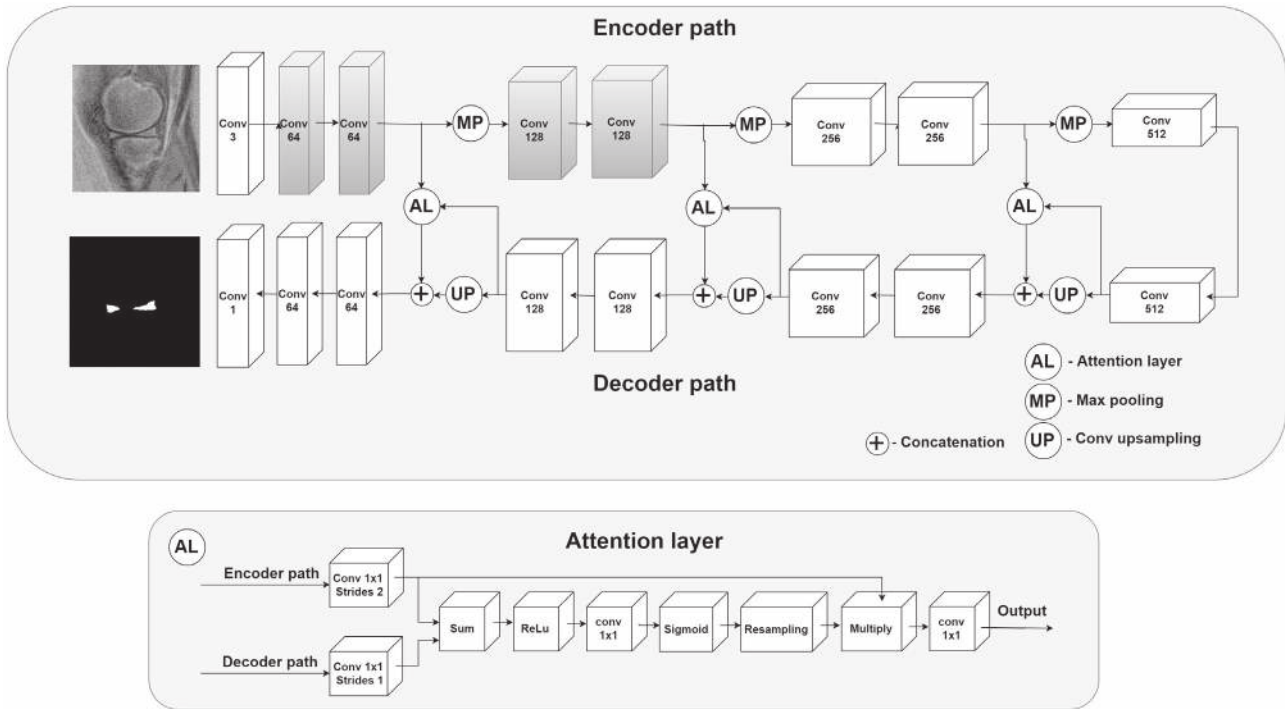 Encoder path
Conv
3
Conv
64
Conv
64
MP
Conv
128
Conv
128
MP
Conv
256
Conv
256
MP
Conv
512
AL
AL
AL
Conv
1
Conv
64
Conv
64
+
UP
Conv
128
Conv
128
+
UP
Conv
256
Conv
256
+
UP
Conv
512
Decoder path
AL - Attention layer
MP - Max pooling
+ - Concatenation
UP - Conv upsampling
AL
Attention layer
Encoder path
Conv 1x1
Strides 2
Sum
ReLu
conv
1x1
Sigmoid
Resampling
Multiply
conv
1x1
Output
Decoder path
Conv 1x1
Strides 1